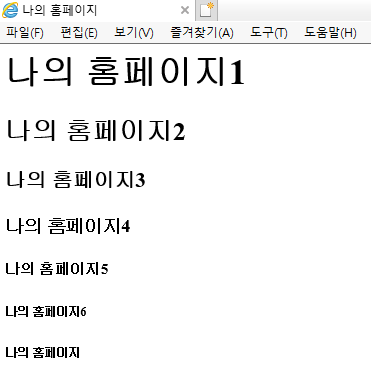 나의 홈페이지
파일(F) 편집(E) 보기(V) 즐겨찾기(A) 도구(T) 도움말(H)
나의 홈페이지1
나의 홈페이지2
나의 홈페이지3
나의 홈페이지4
나의 홈페이지5
나의 홈페이지6
나의 홈페이지